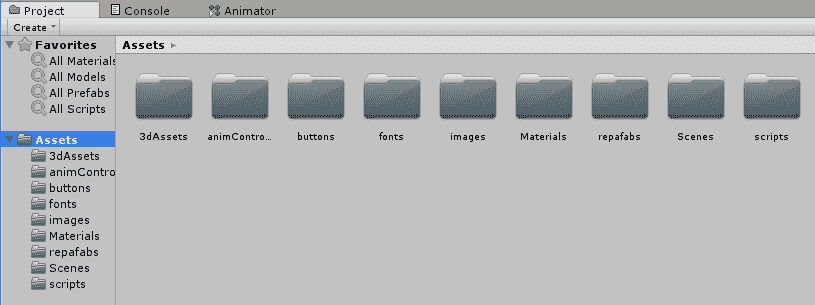 Project Console Animator
Create
Favorites
All Materials
All Models
All Prefabs
All Scripts
Assets
3dAssets
animContro
buttons
fonts
images
Materials
repafabs
Scenes
scripts
Assets
3dAssets animContro... buttons fonts images Materials repafabs Scenes scripts